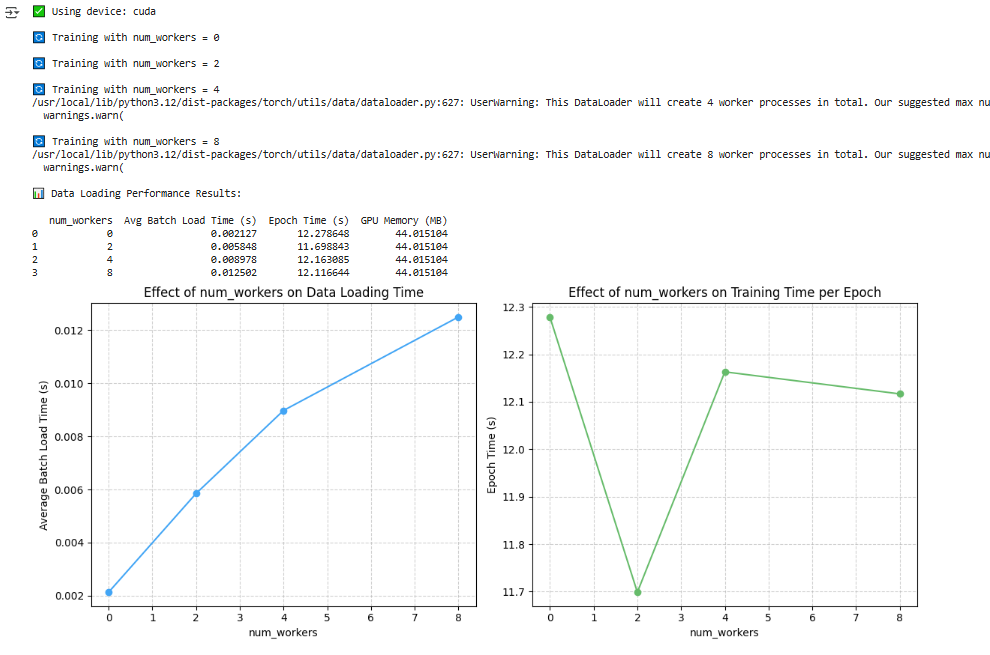 ✅ Using device: cuda
🔄 Training with num_workers = 0
🔄 Training with num_workers = 2
🔄 Training with num_workers = 4
/usr/local/lib/python3.12/dist-packages/torch/utils/data/dataloader.py:627: UserWarning: This DataLoader will create 4 worker processes in total. Our suggested max nu
warnings.warn(
🔄 Training with num_workers = 8
/usr/local/lib/python3.12/dist-packages/torch/utils/data/dataloader.py:627: UserWarning: This DataLoader will create 8 worker processes in total. Our suggested max nu
warnings.warn(
📊 Data Loading Performance Results:
num_workers Avg Batch Load Time (s) Epoch Time (s) GPU Memory (MB)
0 0 0.002127 12.278648 44.015104
1 2 0.005848 11.698843 44.015104
2 4 0.008978 12.163085 44.015104
3 8 0.012502 12.116644 44.015104
Effect of num_workers on Data Loading Time
Average Batch Load Time (s)
0.012
0.010
0.008
0.006
0.004
0.002
0 1 2 3 4 5 6 7 8
num_workers
Effect of num_workers on Training Time per Epoch
Epoch Time (s)
12.3
12.2
12.1
12.0
11.9
11.8
11.7
0 1 2 3 4 5 6 7 8
num_workers